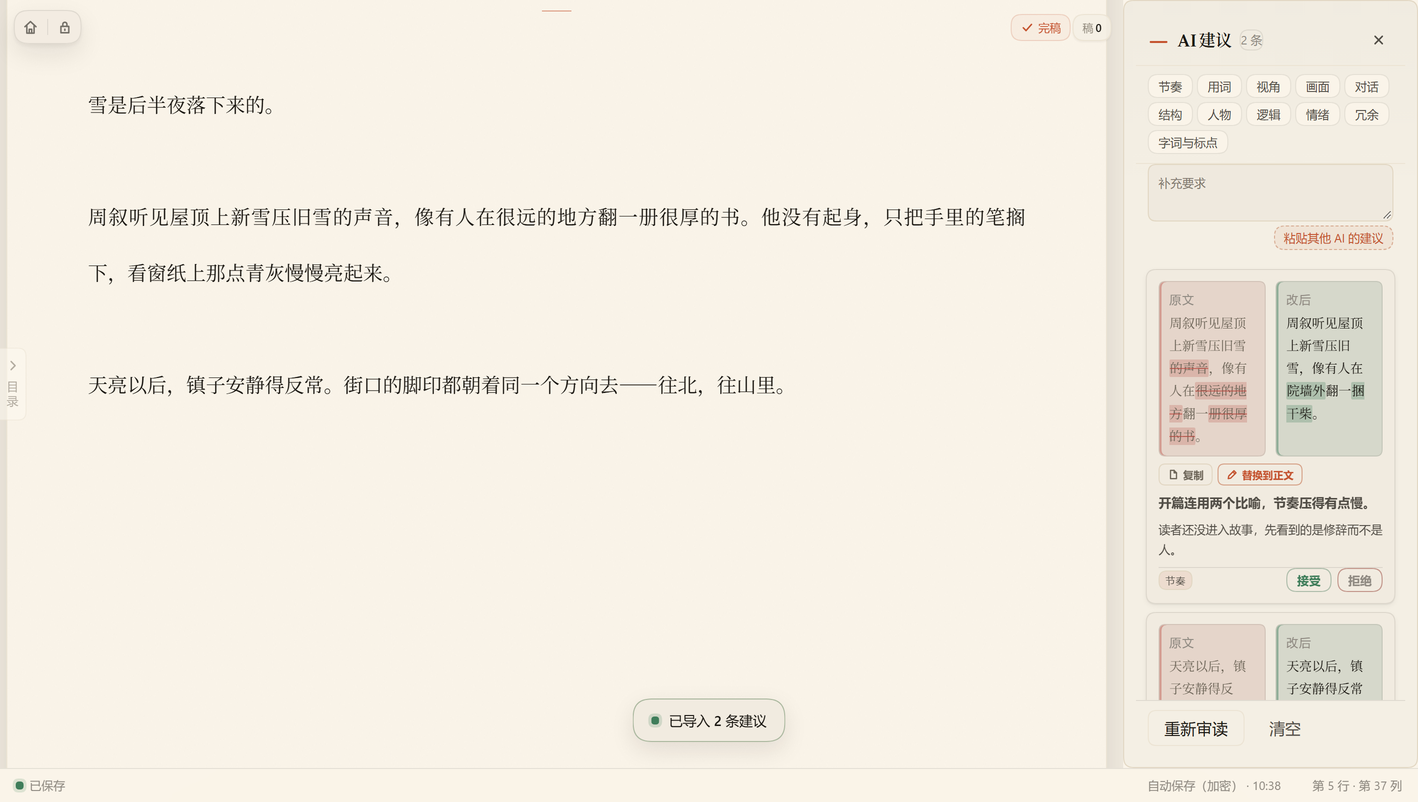 完稿
稿 0
雪是后半夜落下来的。
周叙听见屋顶上新雪压旧雪的声音，像有人在很远的地方翻一册很厚的书。他没有起身，只把手里的笔搁
下，看窗纸上那点青灰慢慢亮起来。
天亮以后，镇子安静得反常。街口的脚印都朝着同一个方向去——往北，往山里。
目
录
已导入 2 条建议
AI 建议 2 条
节奏 用词 视角 画面 对话
结构 人物 逻辑 情绪 冗余
字词与标点
补充要求
粘贴其他 AI 的建议
原文
周叙听见屋顶
上新雪压旧雪
的声音，像有
人在很远的地
方翻一册很厚
的书。
改后
周叙听见屋顶
上新雪压旧
雪，像有人在
院墙外翻一捆
干柴。
复制 替换到正文
开篇连用两个比喻，节奏压得有点慢。
读者还没进入故事，先看到的是修辞而不是
人。
节奏 接受 拒绝
原文
天亮以后，镇
子安静得反
改后
天亮以后，镇
子安静得反常
重新审读 清空
已保存
自动保存（加密） · 10:38 第 5 行 · 第 37 列